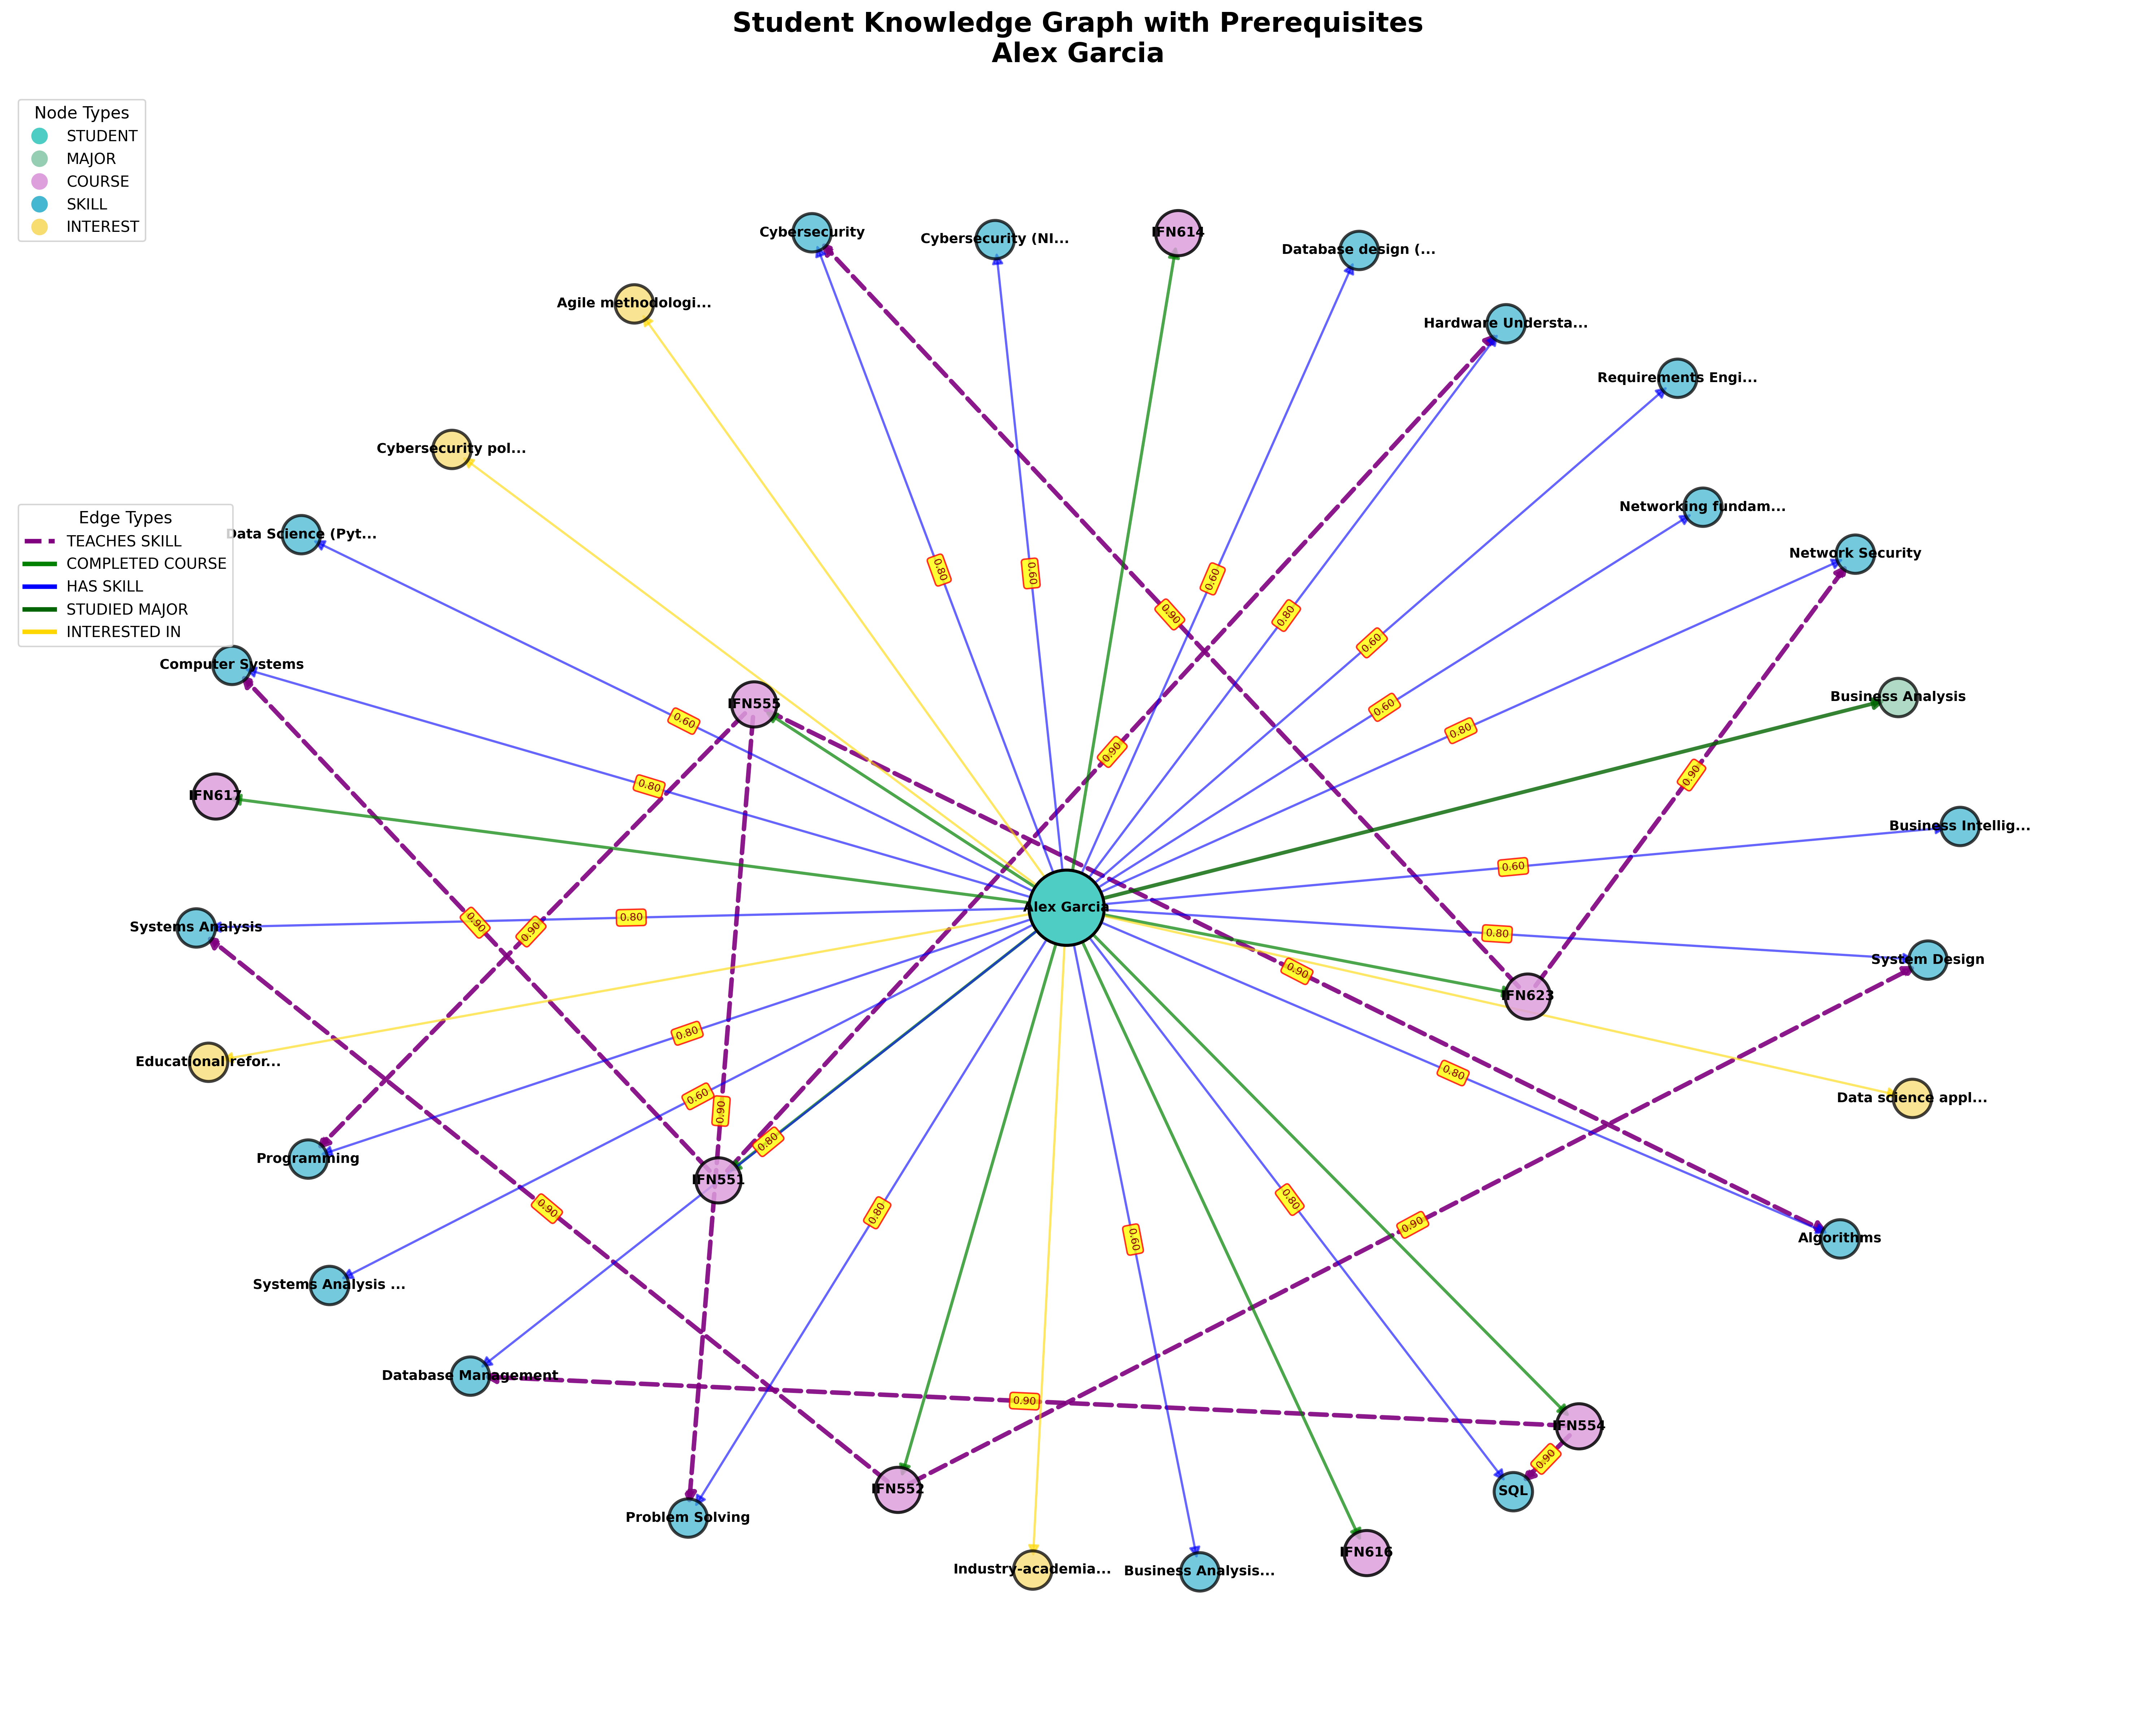 Student Knowledge Graph with Prerequisites
Alex Garcia
Node Types
STUDENT
MAJOR
COURSE
SKILL
INTEREST
Cybersecurity
Cybersecurity (NI...
IFN614
Database design (...
Agile methodologi...
Hardware Understa...
Requirements Engi...
Cybersecurity pol...
Networking fundam...
Edge Types
TEACHES SKILL
COMPLETED COURSE
HAS SKILL
STUDIED MAJOR
INTERESTED IN
Data Science (Pyt...
Network Security
0.80
0.60
0.60
0.90
0.80
0.60
Computer Systems
IFN555
Business Analysis
0.60
0.60
0.80
0.90
0.90
0.80
IFN617
Business Intellig...
0.60
Alex Garcia
Systems Analysis
0.80
0.90
0.90
0.80
System Design
0.90
IFN623
Educational refor...
0.80
0.80
Data science appl...
0.60
0.90
Programming
0.80
IFN551
0.90
0.80
0.80
0.90
0.60
Algorithms
Systems Analysis ...
Database Management
0.90
IFN554
0.90
IFN552
SQL
Problem Solving
IFN616
Industry-academia...
Business Analysis...